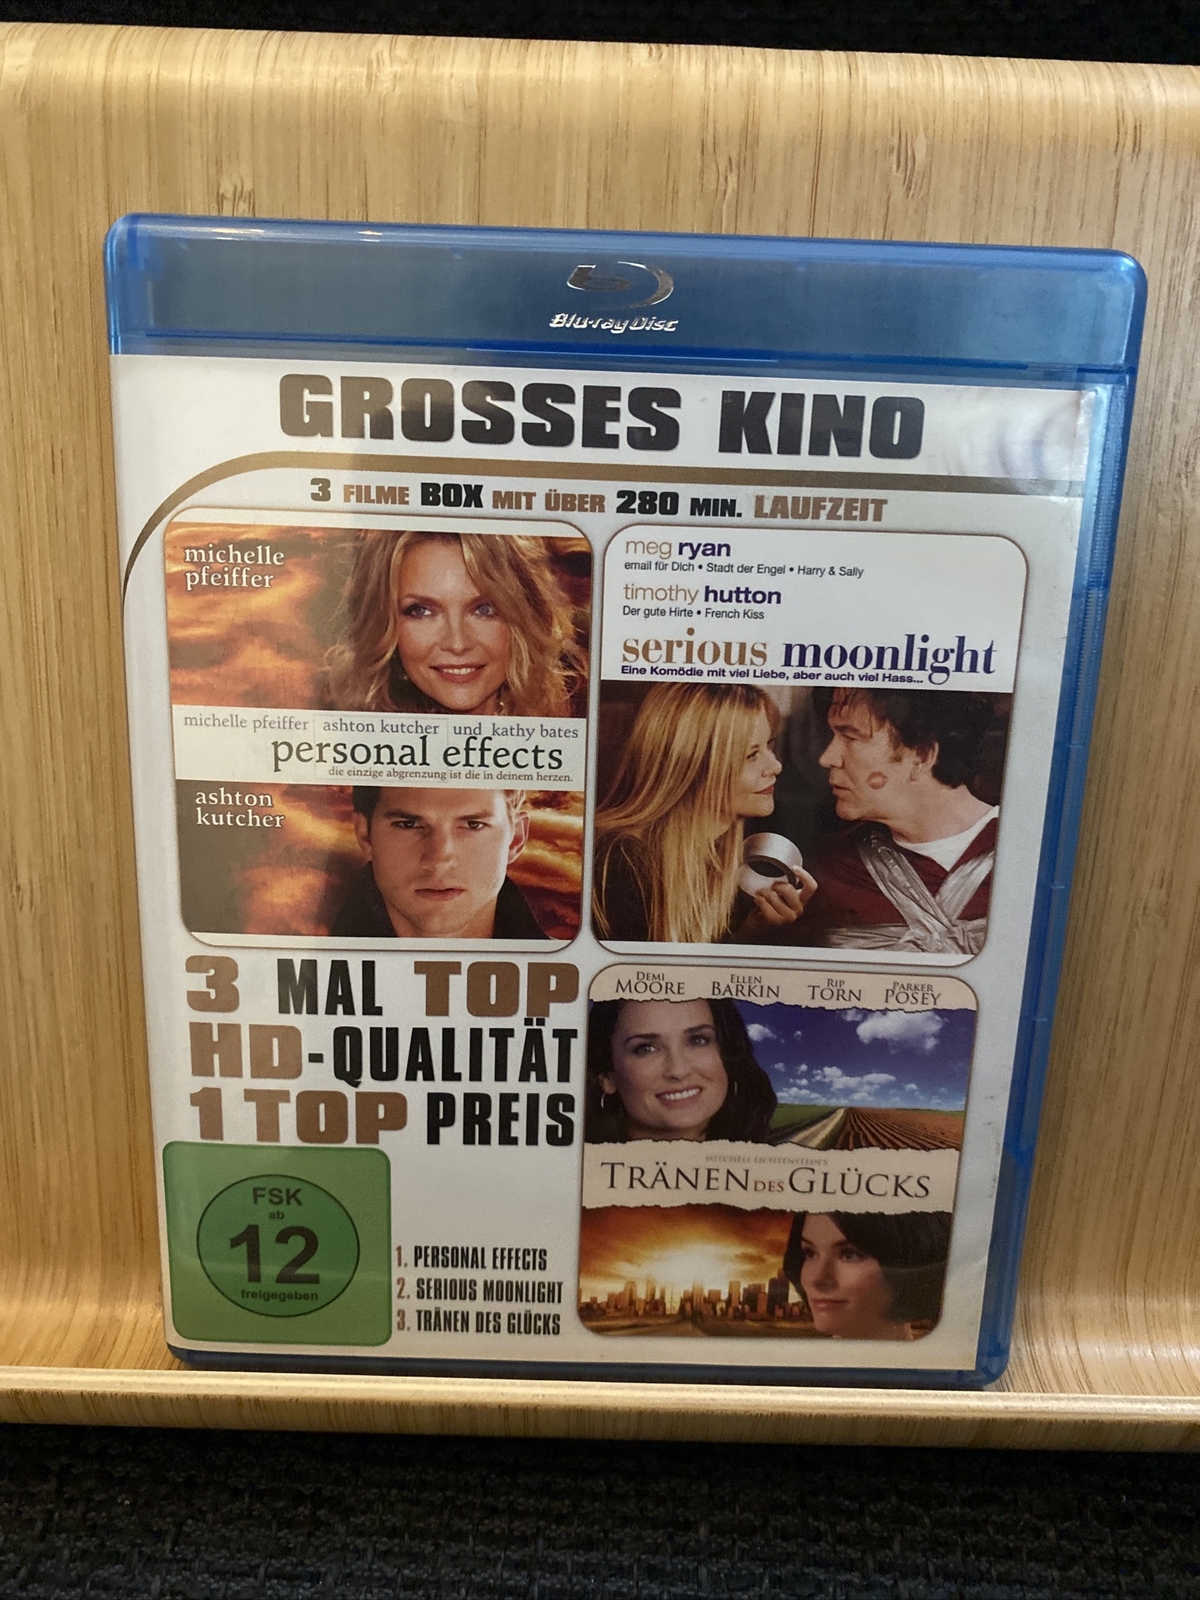 Blu-ray Disc
GROSSES KINO
3 FILME BOX MIT ÜBER 280 MIN. LAUFZEIT
michelle
pfeiffer
michelle pfeiffer ashton kutcher und kathy bates
personal effects
die einzige abgrenzung ist die in deinem herzen.
ashton
kutcher
meg ryan
email für Dich • Stadt der Engel • Harry & Sally
timothy hutton
Der gute Hirte • French Kiss
serious moonlight
Eine Komödie mit viel Liebe, aber auch viel Hass...
3 MAL TOP
HD-QUALITÄT
1 TOP PREIS
DEMI MOORE ELLEN BARKIN RIP TORN PARKER POSEY
MITCHELL LICHTENSTEIN'S
TRÄNEN DES GLÜCKS
FSK
ab
12
freigegeben
1. PERSONAL EFFECTS
2. SERIOUS MOONLIGHT
3. TRÄNEN DES GLÜCKS